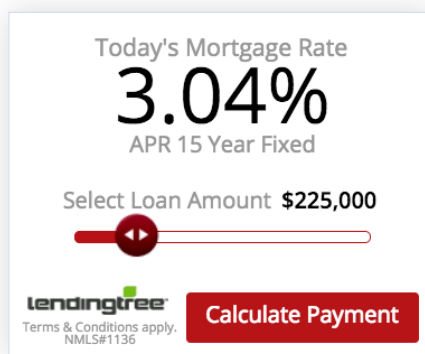 Today's Mortgage Rate
3.04%
APR 15 Year Fixed
Select Loan Amount $225,000
lendingtree
Terms & Conditions apply.
NMLS#1136
Calculate Payment